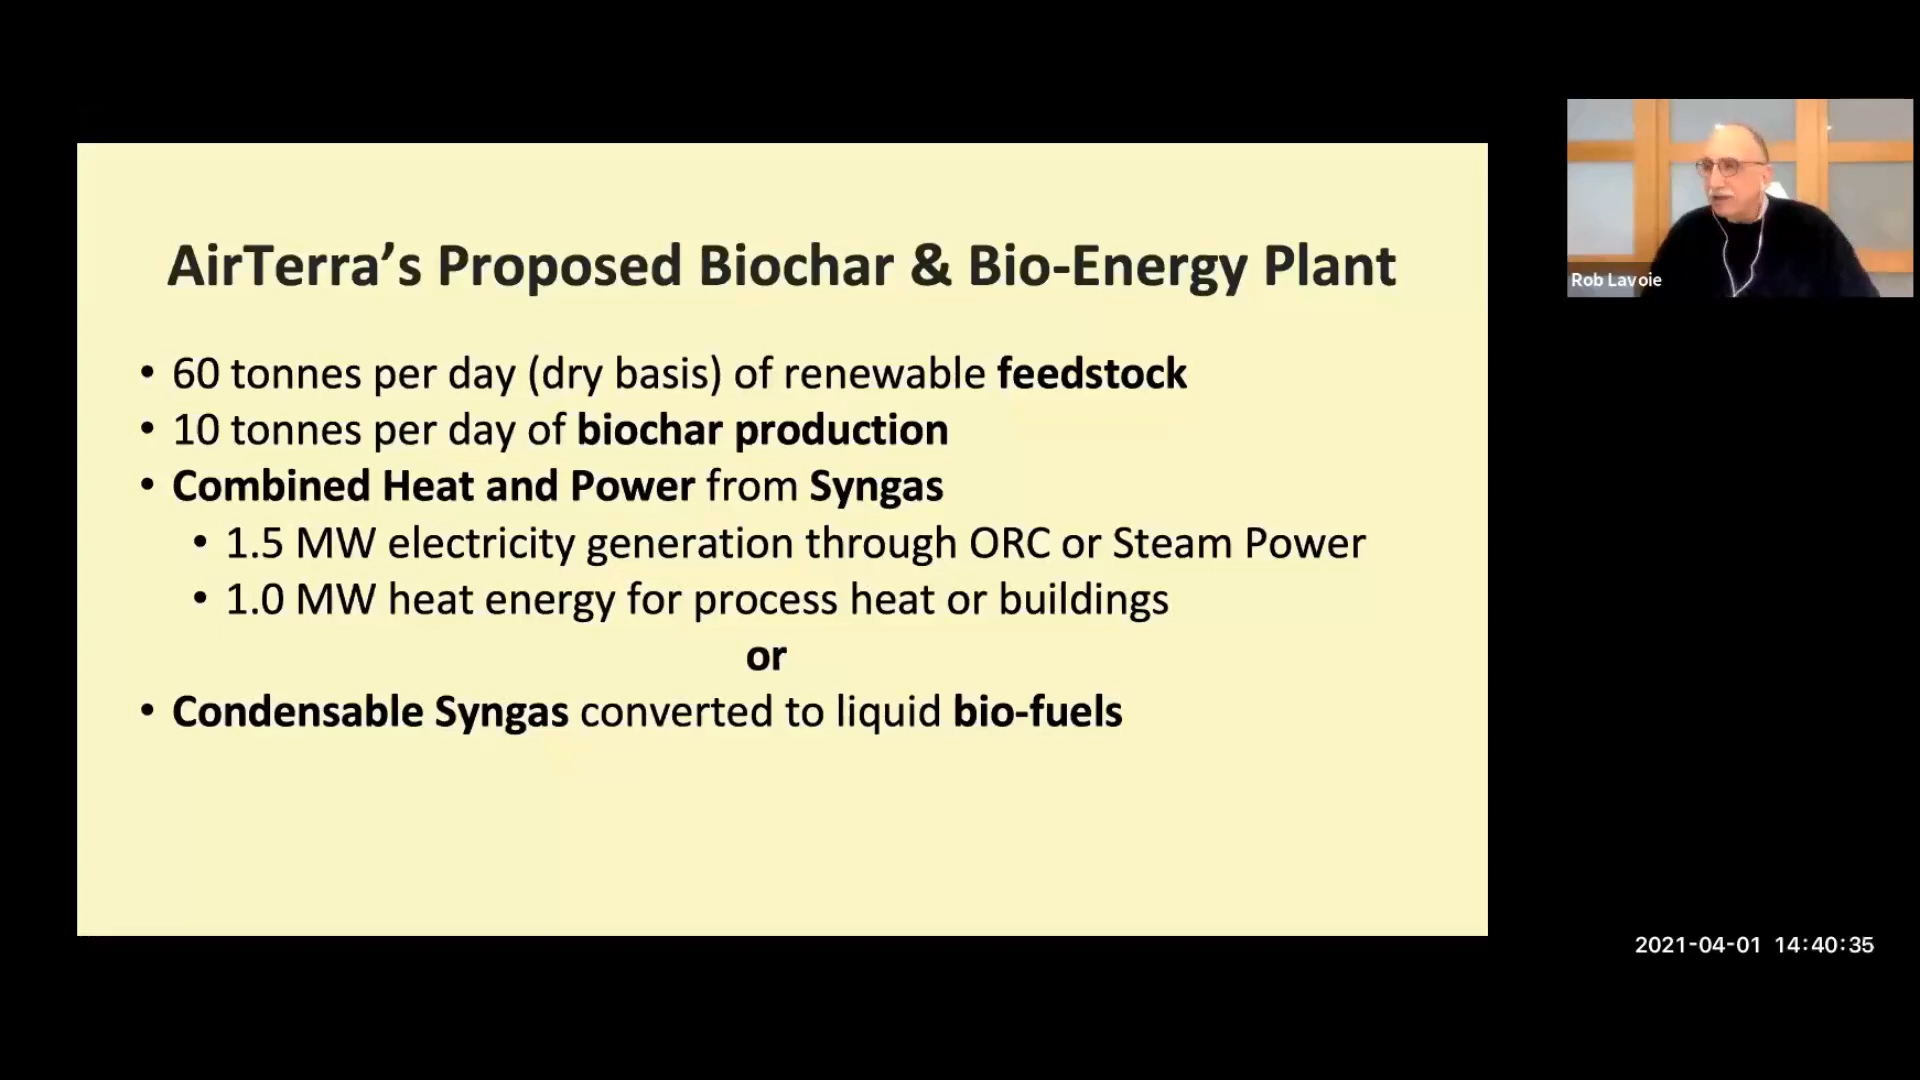 AirTerra’s Proposed Biochar & Bio-Energy Plant
• 60 tonnes per day (dry basis) of renewable feedstock
• 10 tonnes per day of biochar production
• Combined Heat and Power from Syngas
• 1.5 MW electricity generation through ORC or Steam Power
• 1.0 MW heat energy for process heat or buildings
or
• Condensable Syngas converted to liquid bio-fuels
Rob Lavoie
2021-04-01 14:40:35